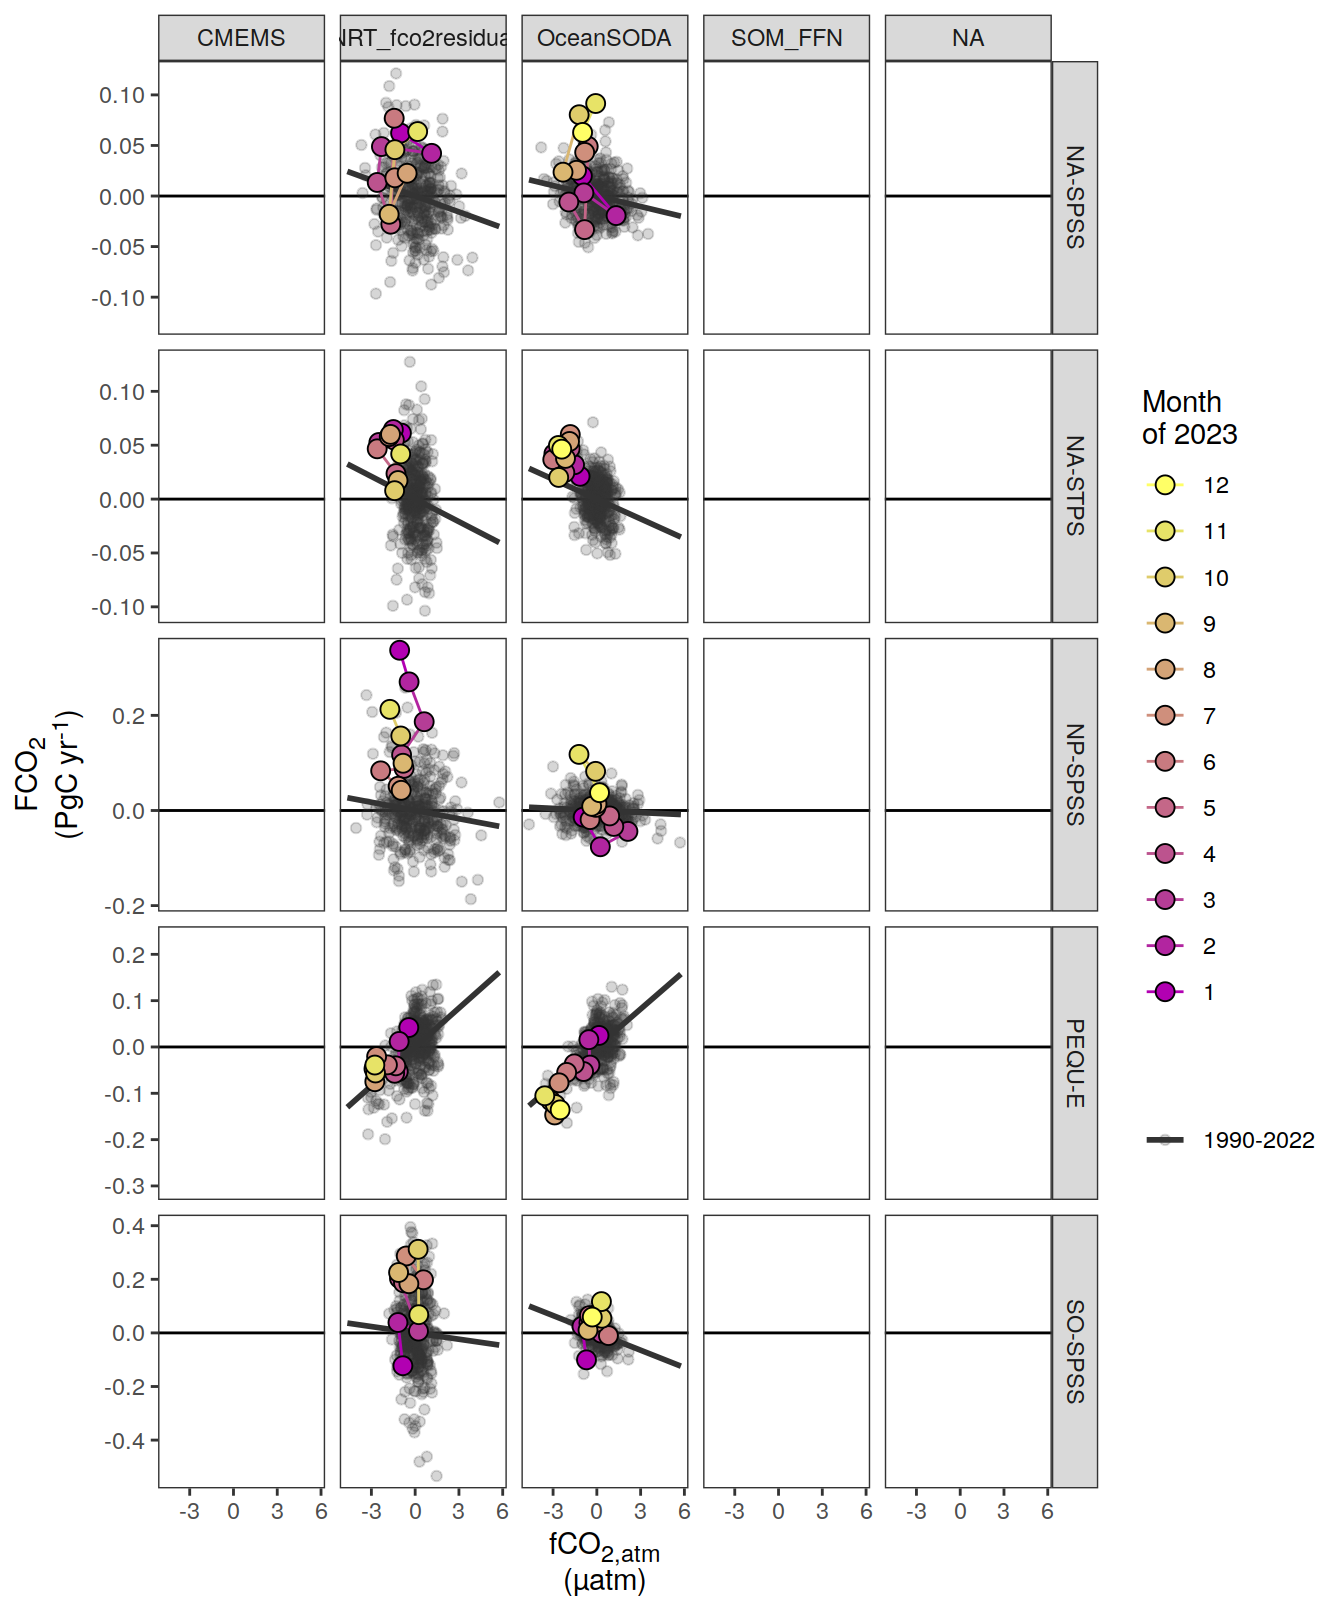 CMEMS NRT_fco2residua OceanSODA SOM_FFN NA
0.10
0.05
0.00
-0.05
-0.10
NA-SPSS
0.10
0.05
0.00
-0.05
-0.10
NA-STPS
0.2
0.0
-0.2
NP-SPSS
0.2
0.1
0.0
-0.1
-0.2
-0.3
PEQU-E
0.4
0.2
0.0
-0.2
-0.4
SO-SPSS
-3 0 3 6 -3 0 3 6 -3 0 3 6 -3 0 3 6 -3 0 3 6
fCO2,atm
(µatm)
FCO2
(PgC yr-1)
Month
of 2023
12
11
10
9
8
7
6
5
4
3
2
1
1990-2022